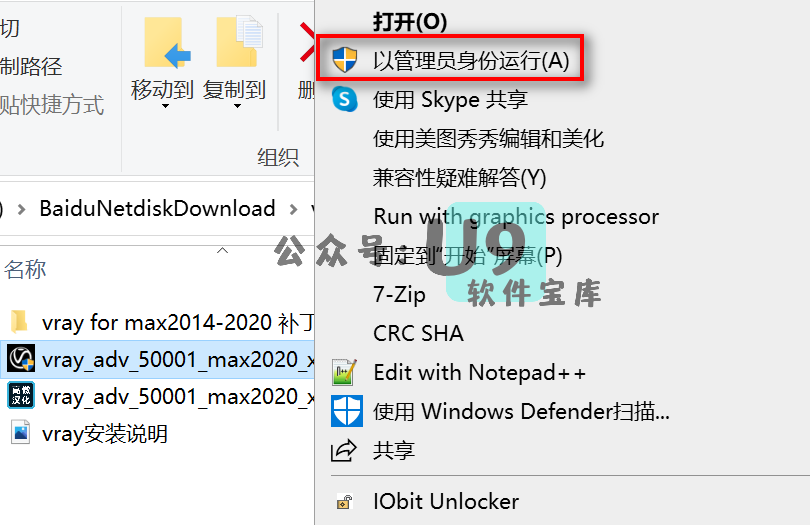 切
制路径
贴快捷方式
移动到
复制到
删
组织
) > BaiduNetdiskDownload > v
名称
vray for max2014-2020 补丁
vray_adv_50001_max2020_x
vray_adv_50001_max2020_x
vray安装说明
高傲
汉化
打开(O)
以管理员身份运行(A)
使用 Skype 共享
使用美图秀秀编辑和美化
兼容性疑难解答(Y)
Run with graphics processor
固定到"开始"屏幕(P)
7-Zip
CRC SHA
Edit with Notepad++
使用 Windows Defender扫描...
共享
IObit Unlocker
公众号：U9
软件宝库